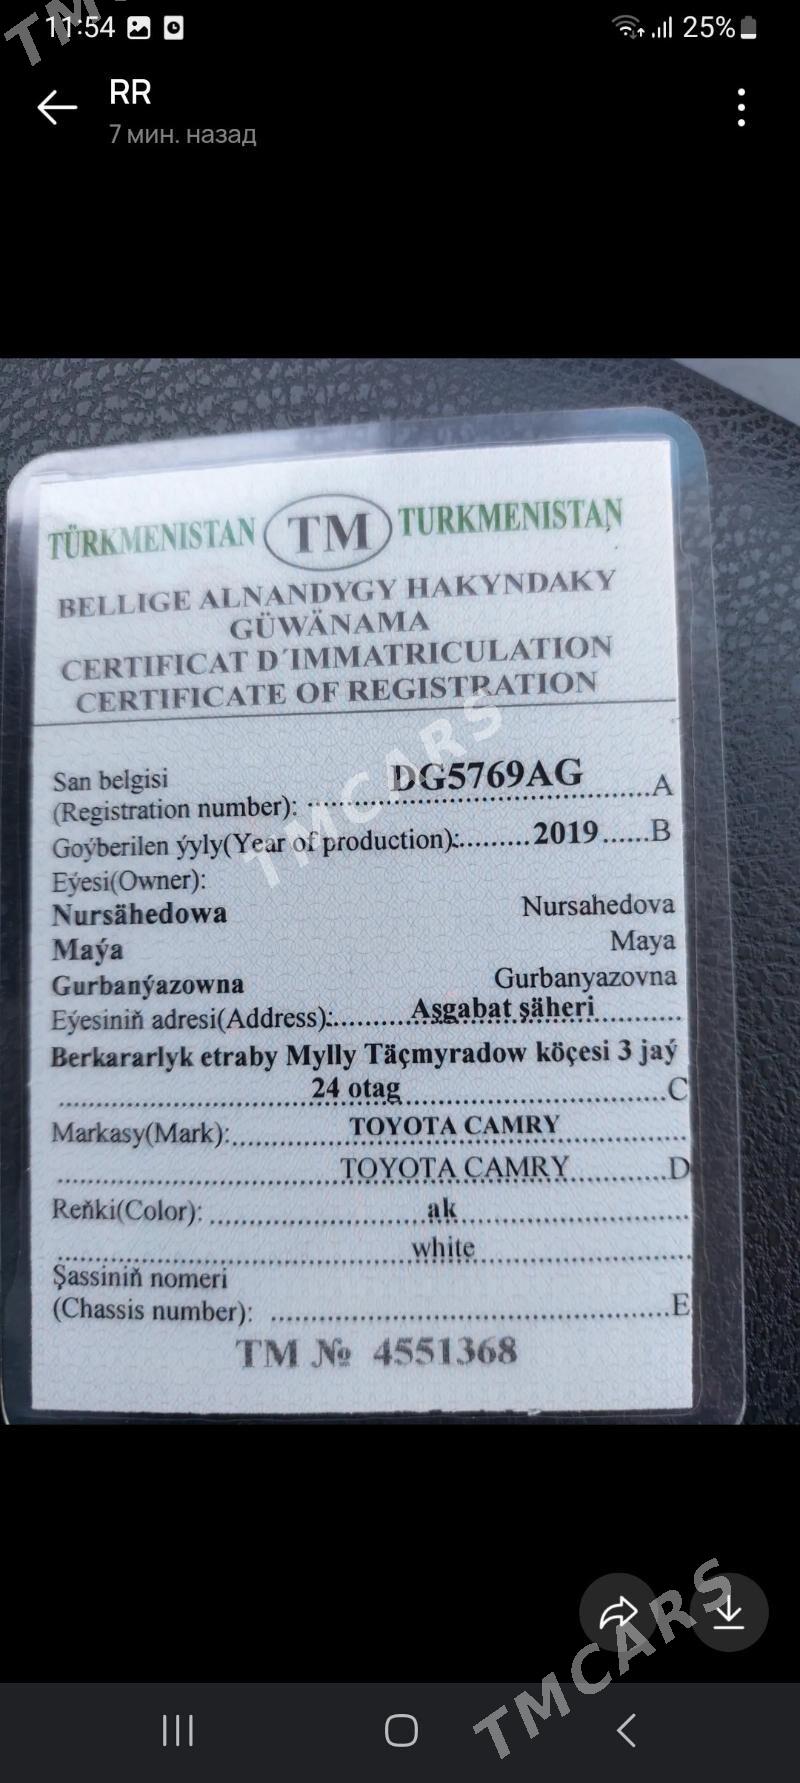 11:54 25%
RR
7 мин. назад
TÜRKMENISTAN TM TURKMENISTAN
BELLIGE ALNANDYGY HAKYNDAKY
GÜWÄNAMA
CERTIFICAT D´IMMATRICULATION
CERTIFICATE OF REGISTRATION
San belgisi DG5769AG
(Registration number): ........................................A
Goýberilen ýyly(Year of production):.........2019......B
Eýesi(Owner):
Nursähedowa Nursahedova
Maýa Maya
Gurbanýazowna Gurbanyazovna
Eýesiniň adresi(Address):.........Aşgabat şäheri............
Berkararlyk etraby Mylly Täçmyradow köçesi 3 jaý
..............................24 otag................................C
Markasy(Mark):...............TOYOTA CAMRY................
..................................TOYOTA CAMRY..............D
Reňki(Color): ..........................ak.............................
..........................................white............................
Şassiniň nomeri
(Chassis number): ................................................E
TM № 4551368
TMCARS
TMCARS